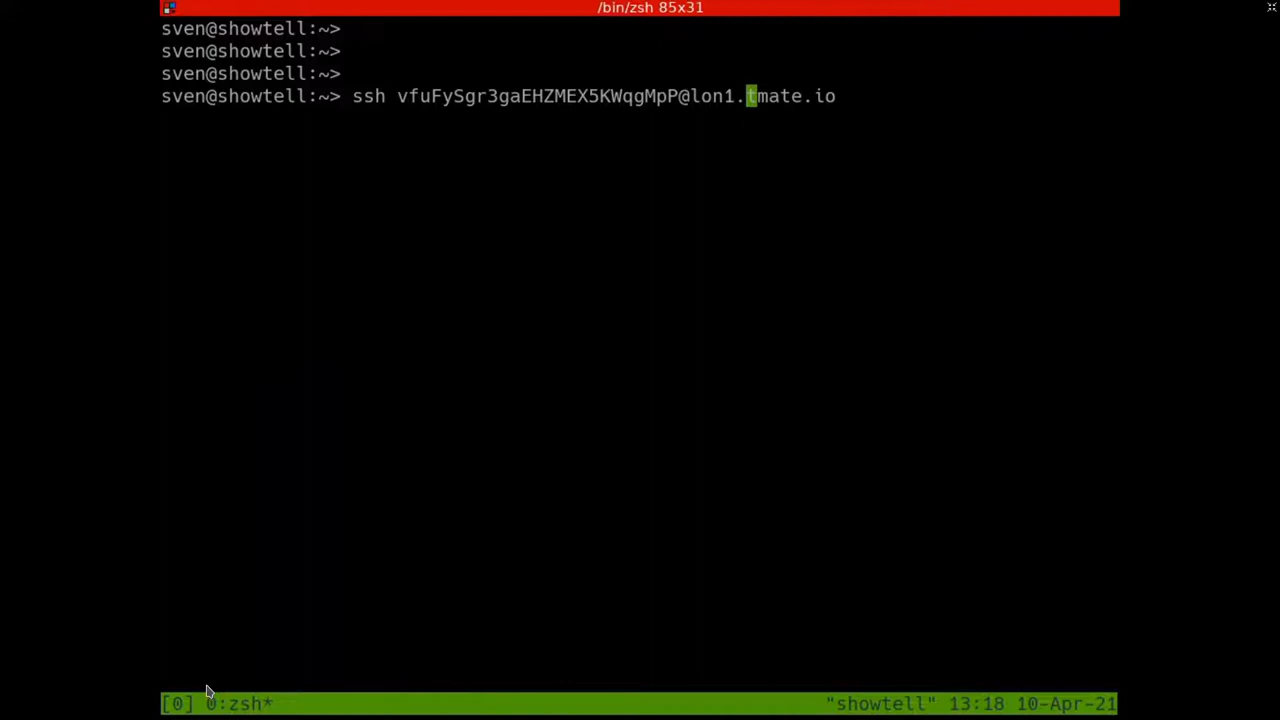 /bin/zsh 85x31
sven@showtell:~>
sven@showtell:~>
sven@showtell:~>
sven@showtell:~> ssh vfuFySgr3gaEHZMEX5KWqgMpP@lon1.tmate.io
[0] 0:zsh* "showtell" 13:18 10-Apr-21